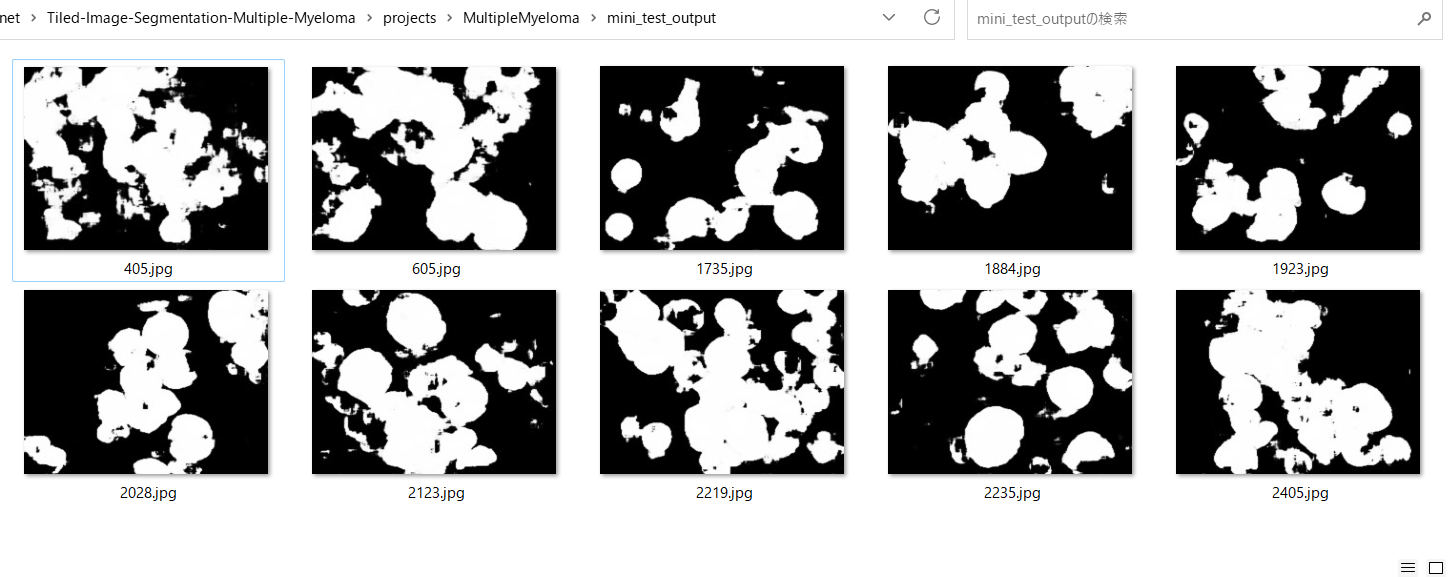 net > Tiled-Image-Segmentation-Multiple-Myeloma > projects > MultipleMyeloma > mini_test_output
mini_test_outputの検索
405.jpg 605.jpg 1735.jpg 1884.jpg 1923.jpg
2028.jpg 2123.jpg 2219.jpg 2235.jpg 2405.jpg